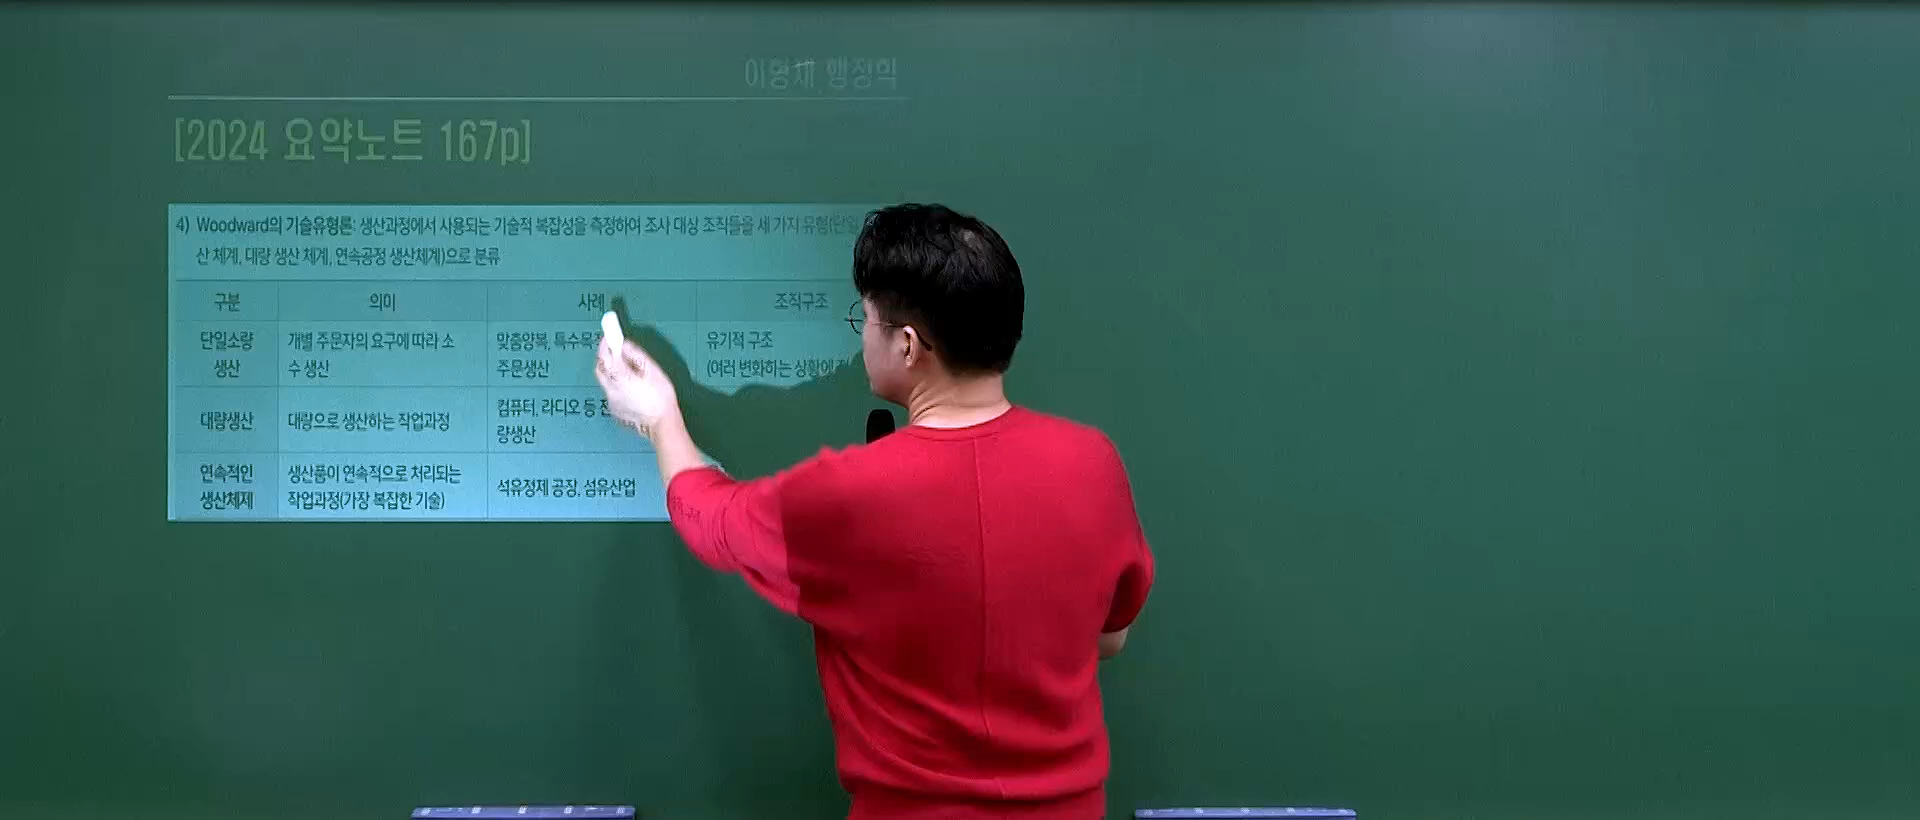 이형재 행정학
[2024 요약노트 167p]
4) Woodward의 기술유형론: 생산과정에서 사용되는 기술적 복잡성을 측정하여 조사 대상 조직들을 세 가지 유형(단일
산 체계, 대량 생산 체계, 연속공정 생산체계)으로 분류
구분 의미 사례 조직구조
단일소량 생산 개별 주문자의 요구에 따라 소
수 생산 맞춤양복, 특수목적
주문생산 유기적 구조
(여러 변화하는 상황에
대량생산 대량으로 생산하는 작업과정 컴퓨터, 라디오 등
량생산
연속적인 생산체제 생산품이 연속적으로 처리되는
작업과정(가장 복잡한 기술) 석유정제 공장, 섬유산업